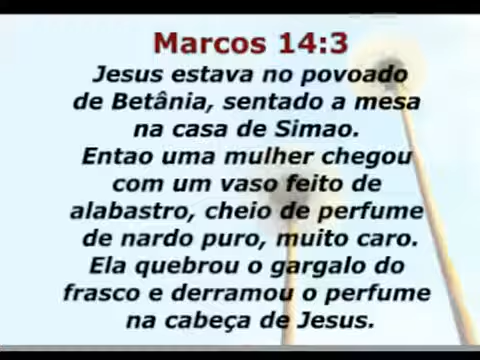 Marcos 14:3
Jesus estava no povoado
de Betânia, sentado a mesa
na casa de Simao.
Entao uma mulher chegou
com um vaso feito de
alabastro, cheio de perfume
de nardo puro, muito caro.
Ela quebrou o gargalo do
frasco e derramou o perfume
na cabeça de Jesus.